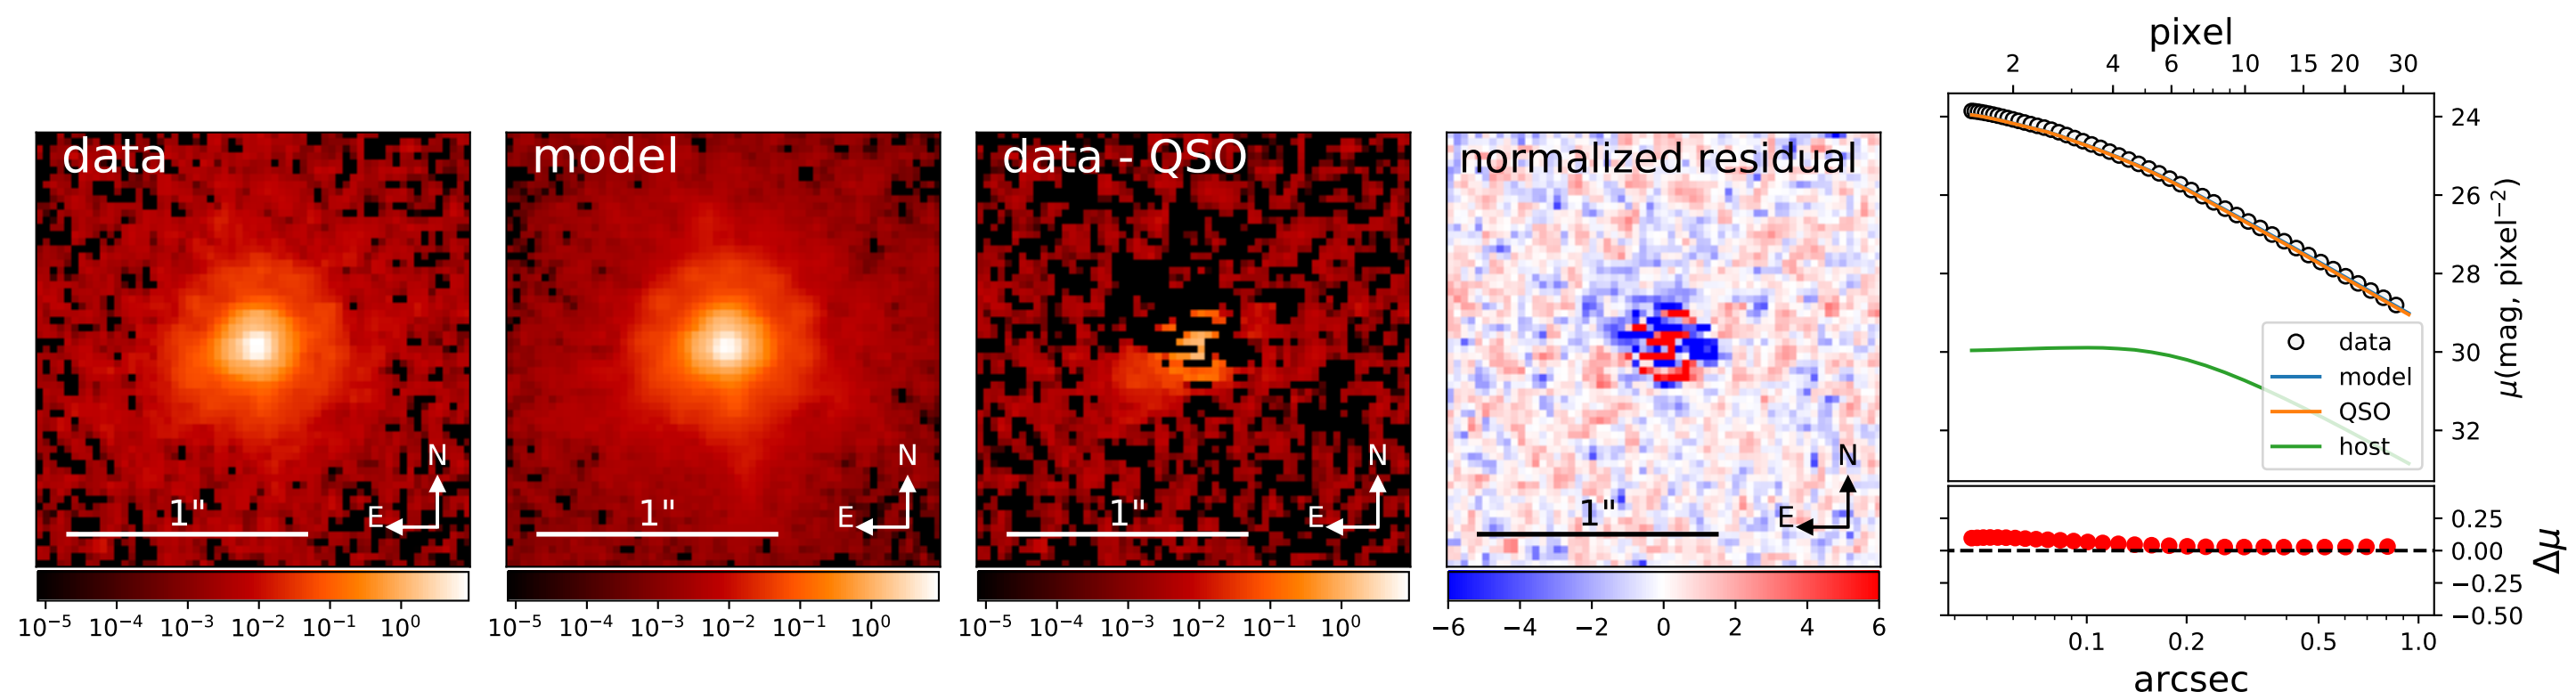 data
1"
N
E
10⁻⁵ 10⁻⁴ 10⁻³ 10⁻² 10⁻¹ 10⁰
model
1"
N
E
10⁻⁵ 10⁻⁴ 10⁻³ 10⁻² 10⁻¹ 10⁰
data - QSO
1"
N
E
10⁻⁵ 10⁻⁴ 10⁻³ 10⁻² 10⁻¹ 10⁰
normalized residual
1"
N
E
−6 −4 −2 0 2 4 6
pixel
2 4 6 10 15 20 30
24
26
28
30
32
μ(mag, pixel⁻²)
data
model
QSO
host
0.25
0.00
−0.25
−0.50
Δμ
0.1 0.2 0.5 1.0
arcsec